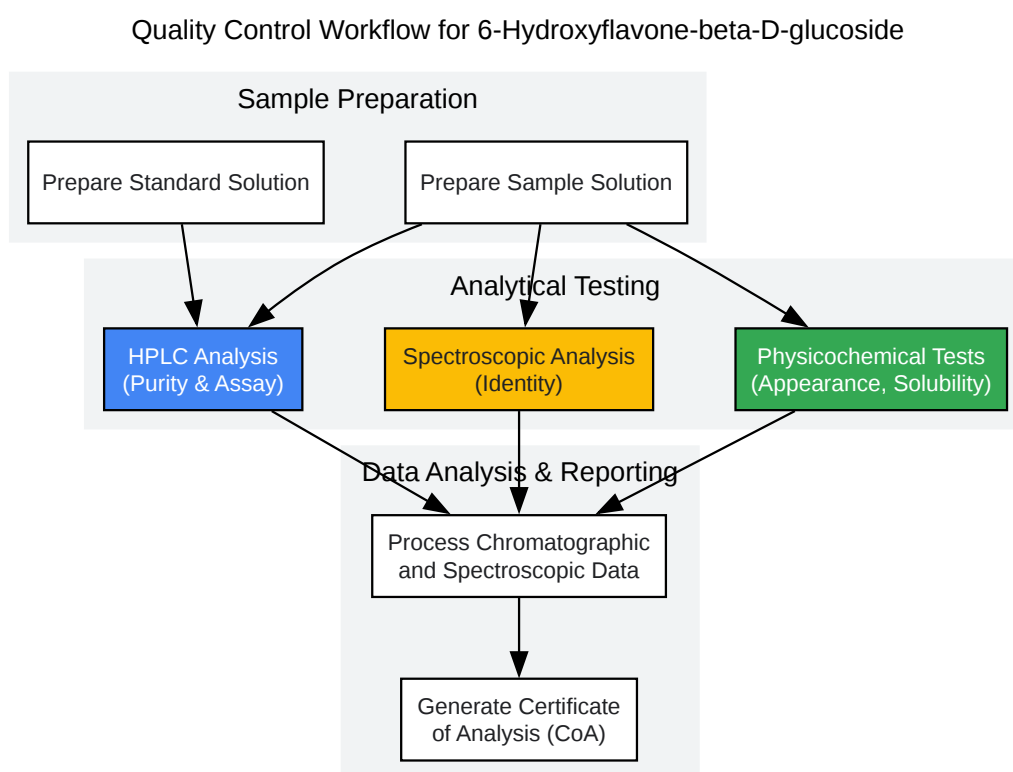 Quality Control Workflow for 6-Hydroxyflavone-beta-D-glucoside
Sample Preparation
Prepare Standard Solution
Prepare Sample Solution
Analytical Testing
HPLC Analysis
(Purity & Assay)
Spectroscopic Analysis
(Identity)
Physicochemical Tests
(Appearance, Solubility)
Data Analysis & Reporting
Process Chromatographic
and Spectroscopic Data
Generate Certificate
of Analysis (CoA)